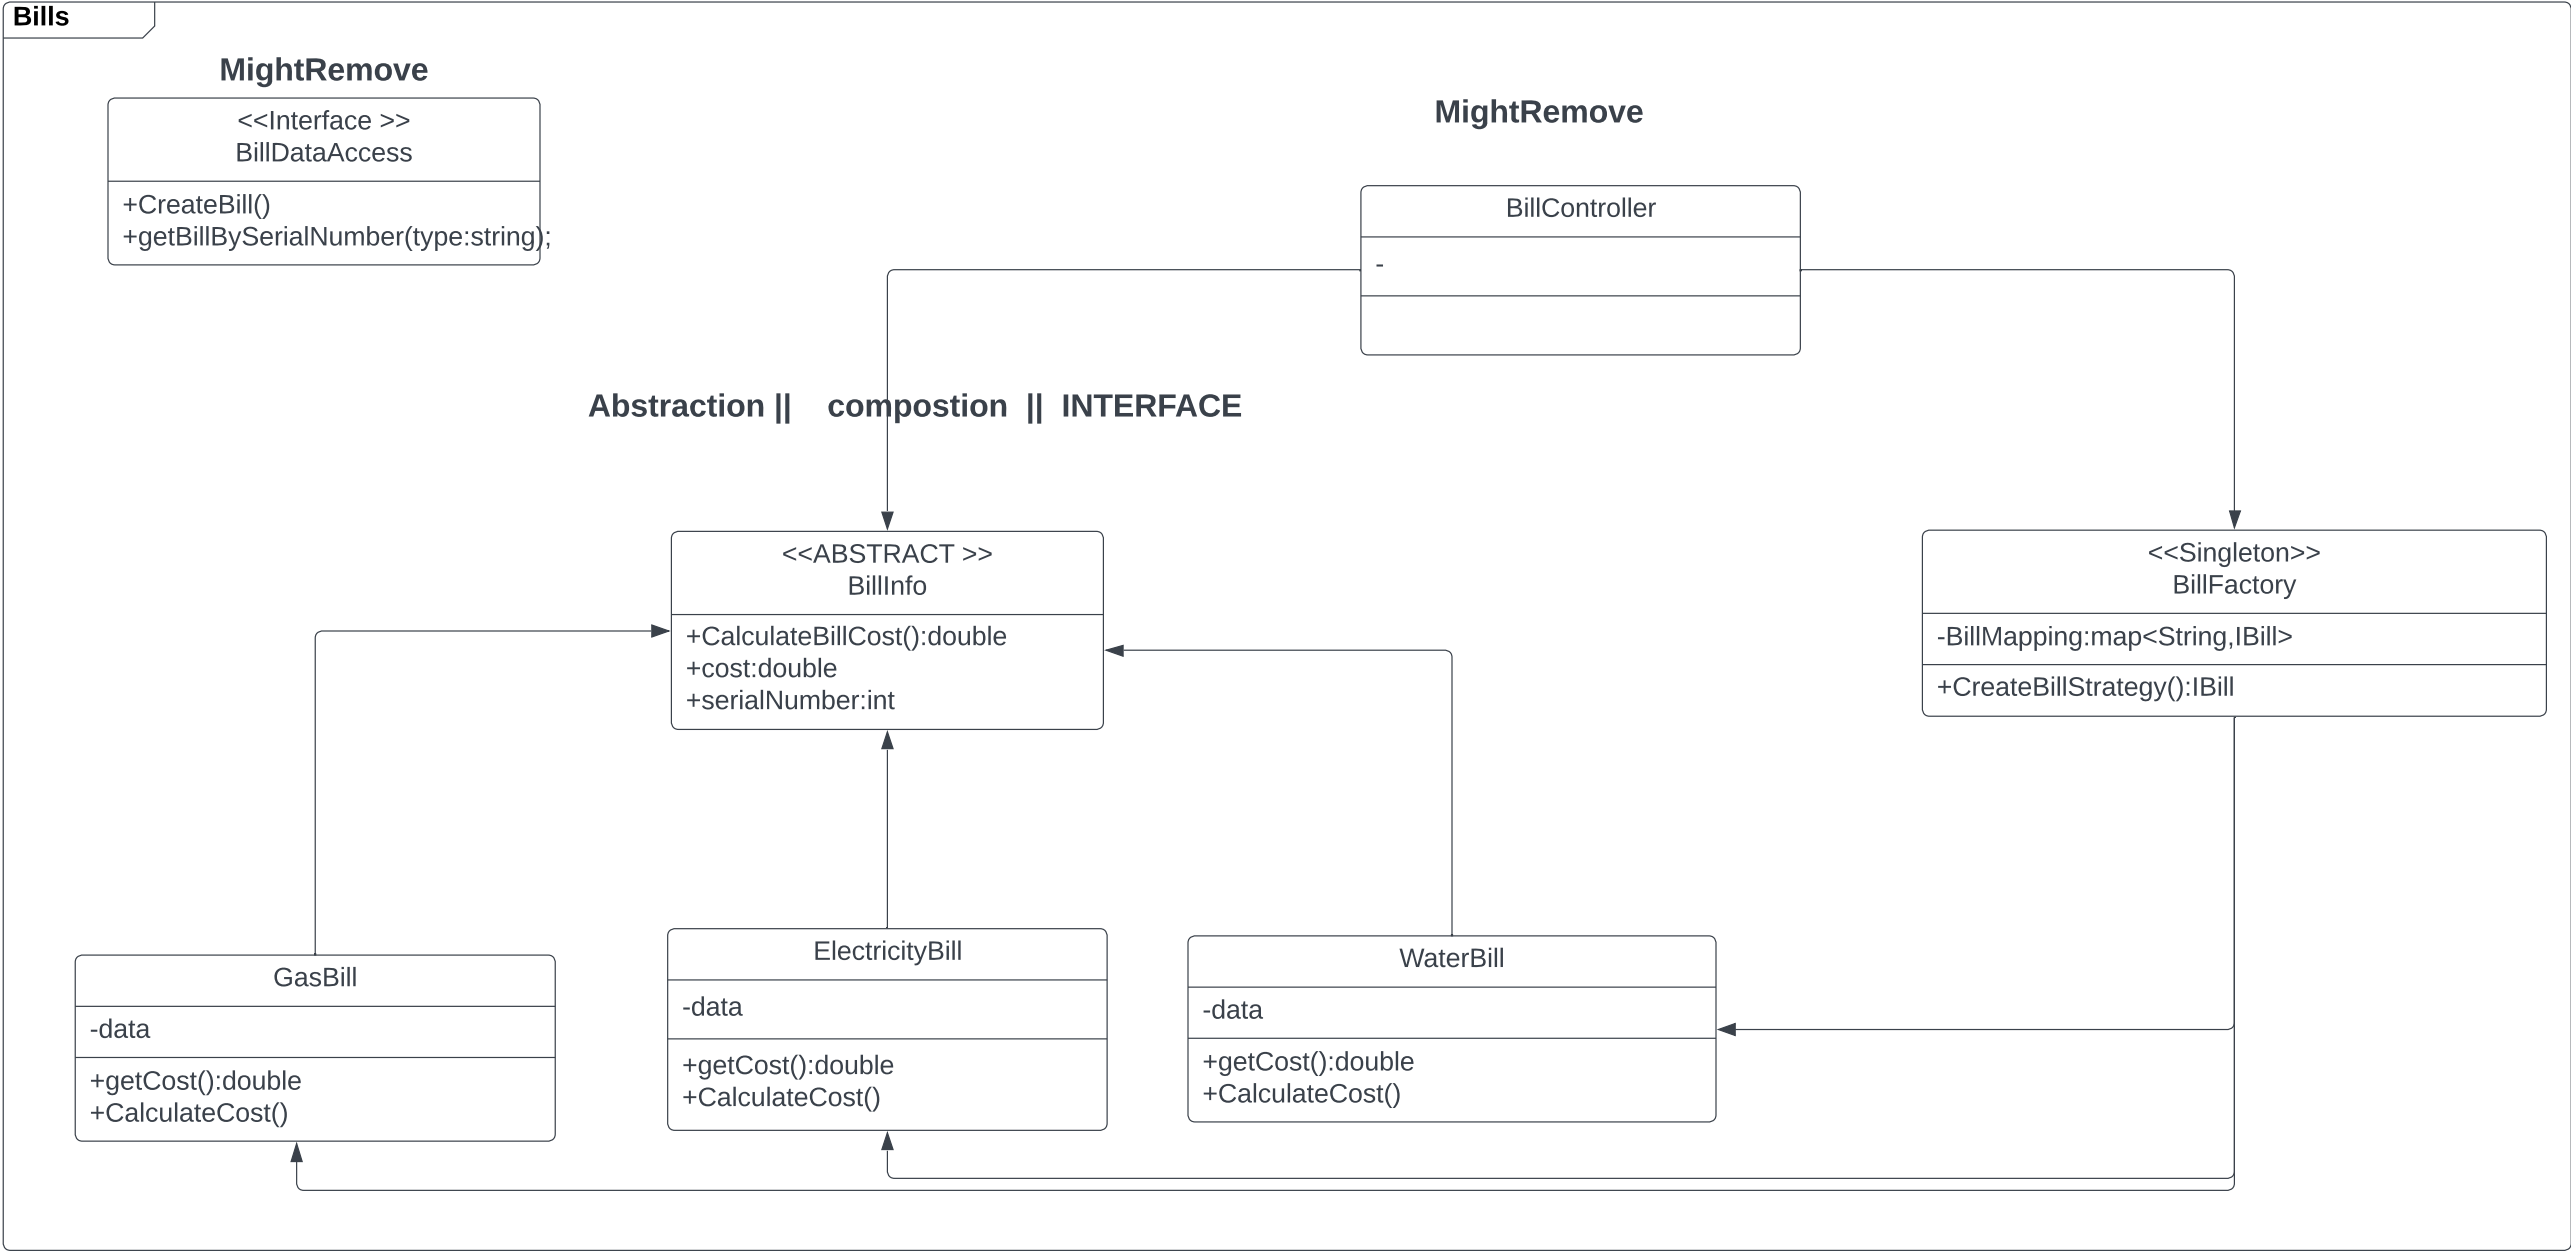 Bills
MightRemove
<<Interface >>
BillDataAccess
+CreateBill()
+getBillBySerialNumber(type:string);
MightRemove
BillController
-
Abstraction ||    compostion  ||  INTERFACE
<<ABSTRACT >>
BillInfo
+CalculateBillCost():double
+cost:double
+serialNumber:int
<<Singleton>>
BillFactory
-BillMapping:map<String,IBill>
+CreateBillStrategy():IBill
GasBill
-data
+getCost():double
+CalculateCost()
ElectricityBill
-data
+getCost():double
+CalculateCost()
WaterBill
-data
+getCost():double
+CalculateCost()